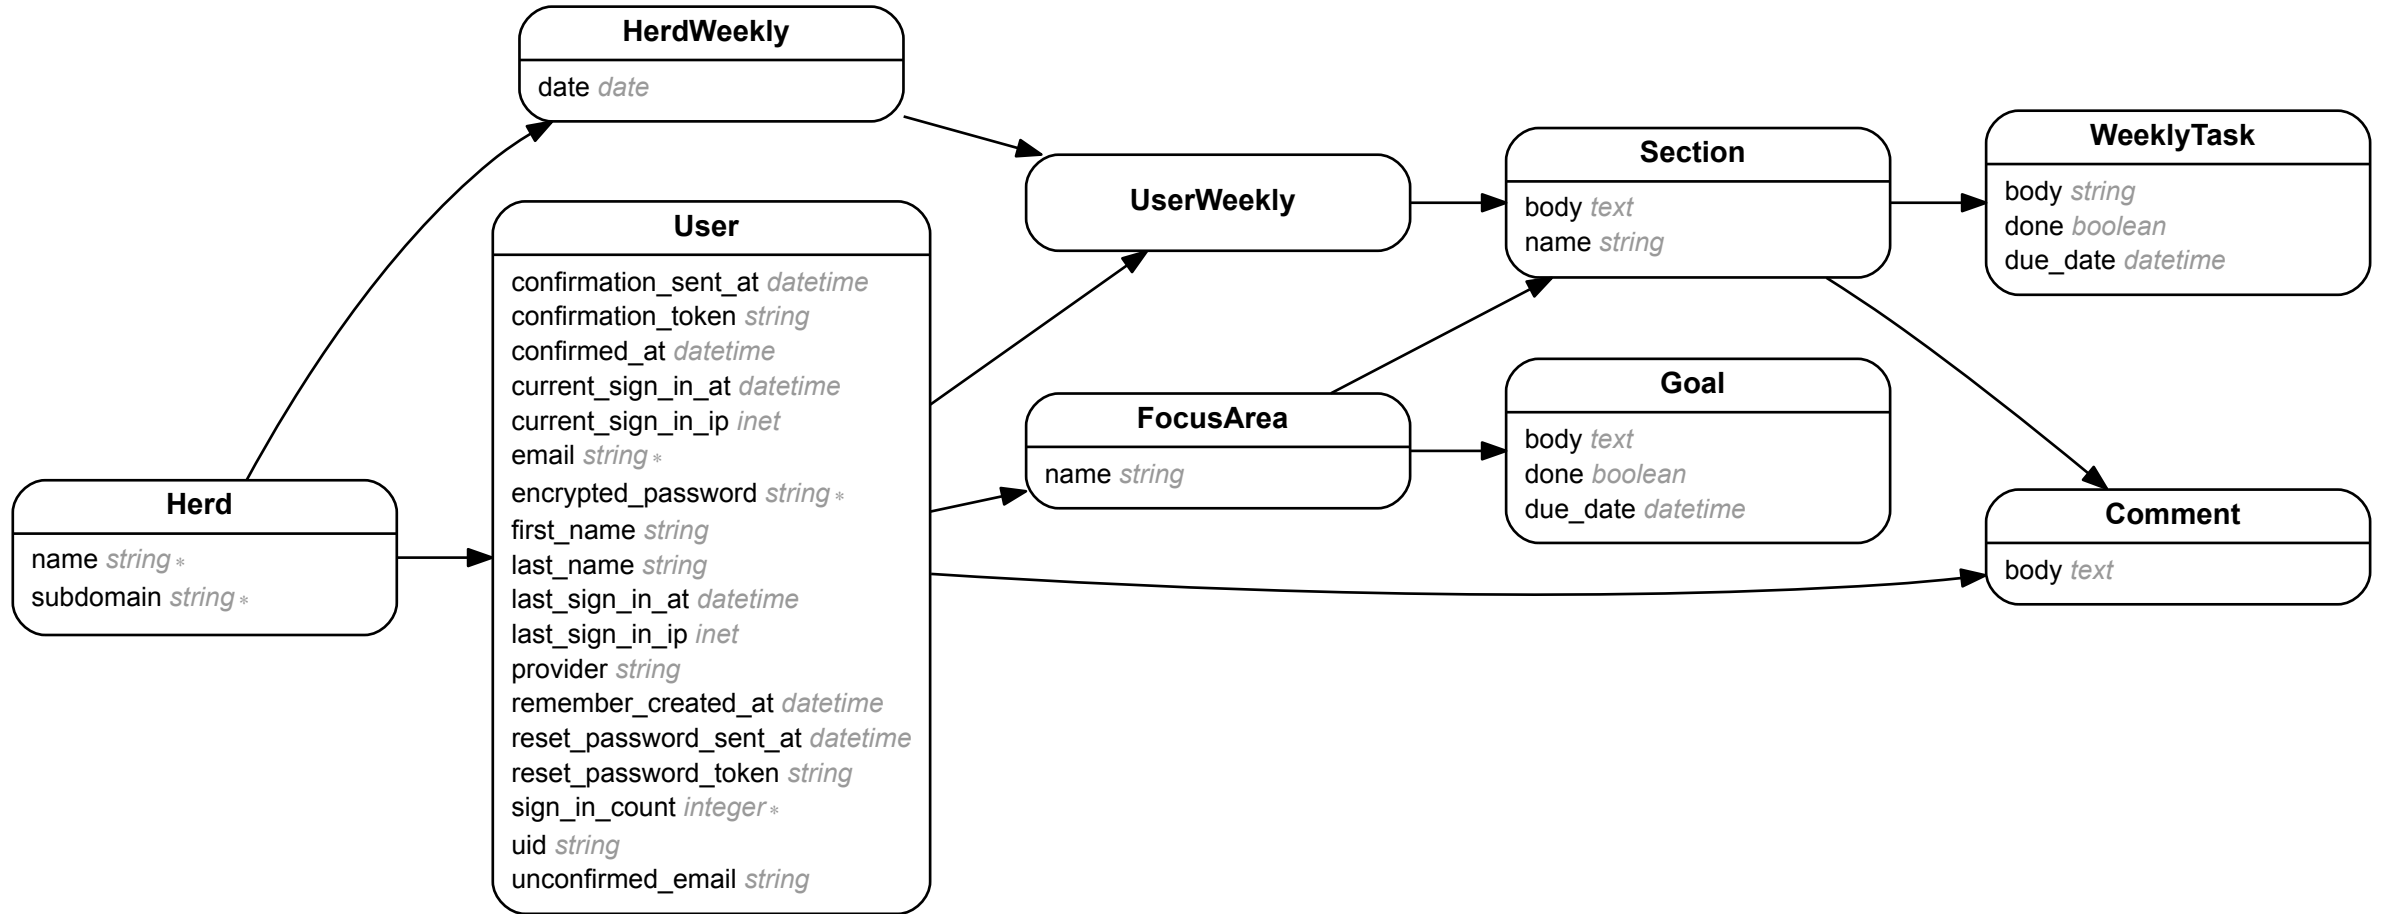 HerdWeekly
date date
Herd
name string *
subdomain string *
User
confirmation_sent_at datetime
confirmation_token string
confirmed_at datetime
current_sign_in_at datetime
current_sign_in_ip inet
email string *
encrypted_password string *
first_name string
last_name string
last_sign_in_at datetime
last_sign_in_ip inet
provider string
remember_created_at datetime
reset_password_sent_at datetime
reset_password_token string
sign_in_count integer *
uid string
unconfirmed_email string
UserWeekly
FocusArea
name string
Section
body text
name string
Goal
body text
done boolean
due_date datetime
WeeklyTask
body string
done boolean
due_date datetime
Comment
body text